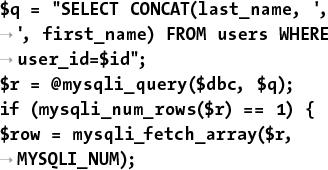 $q = "SELECT CONCAT(last_name, ',
→ ', first_name) FROM users WHERE
→ user_id=$id";
$r = @mysqli_query($dbc, $q);
if (mysqli_num_rows($r) == 1) {
$row = mysqli_fetch_array($r,
→ MYSQLI_NUM);